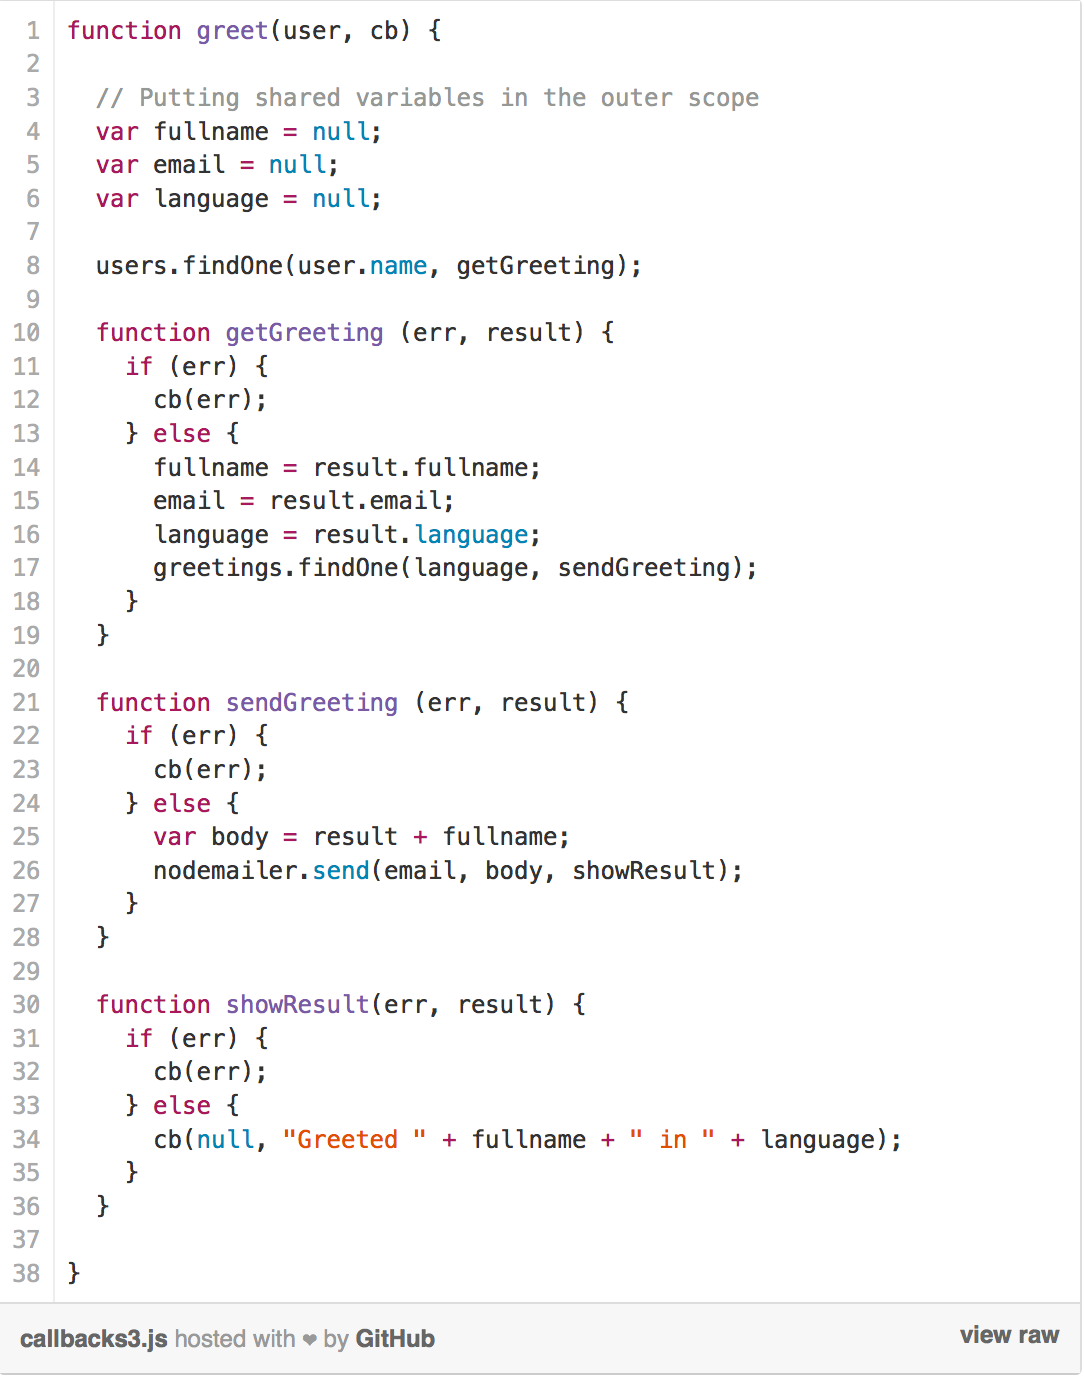 1 function greet(user, cb) {
2
3   // Putting shared variables in the outer scope
4   var fullname = null;
5   var email = null;
6   var language = null;
7
8   users.findOne(user.name, getGreeting);
9
10   function getGreeting (err, result) {
11     if (err) {
12       cb(err);
13     } else {
14       fullname = result.fullname;
15       email = result.email;
16       language = result.language;
17       greetings.findOne(language, sendGreeting);
18     }
19   }
20
21   function sendGreeting (err, result) {
22     if (err) {
23       cb(err);
24     } else {
25       var body = result + fullname;
26       nodemailer.send(email, body, showResult);
27     }
28   }
29
30   function showResult(err, result) {
31     if (err) {
32       cb(err);
33     } else {
34       cb(null, "Greeted " + fullname + " in " + language);
35     }
36   }
37
38 }
callbacks3.js hosted with ❤ by GitHub view raw